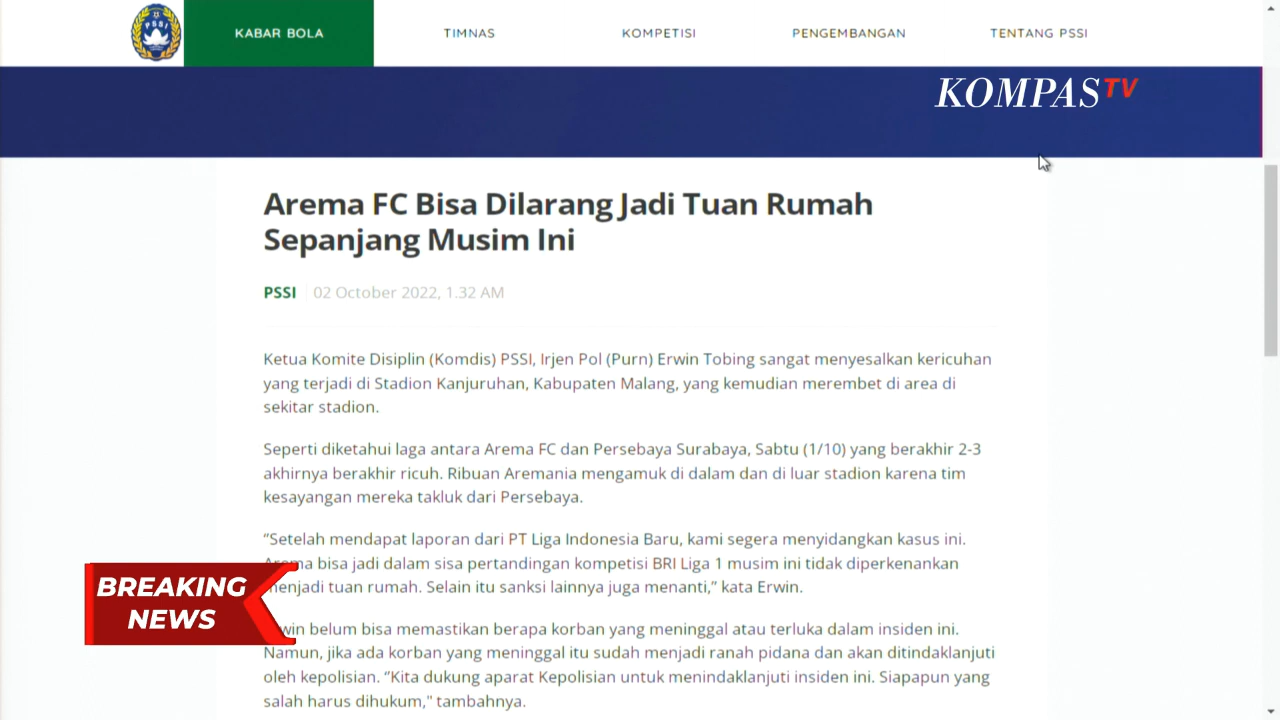 PSSI
KABAR BOLA
TIMNAS
KOMPETISI
PENGEMBANGAN
TENTANG PSSI
KOMPASTV
Arema FC Bisa Dilarang Jadi Tuan Rumah
Sepanjang Musim Ini
PSSI 02 October 2022, 1.32 AM
Ketua Komite Disiplin (Komdis) PSSI, Irjen Pol (Purn) Erwin Tobing sangat menyesalkan kericuhan
yang terjadi di Stadion Kanjuruhan, Kabupaten Malang, yang kemudian merembet di area di
sekitar stadion.
Seperti diketahui laga antara Arema FC dan Persebaya Surabaya, Sabtu (1/10) yang berakhir 2-3
akhirnya berakhir ricuh. Ribuan Aremania mengamuk di dalam dan di luar stadion karena tim
kesayangan mereka takluk dari Persebaya.
“Setelah mendapat laporan dari PT Liga Indonesia Baru, kami segera menyidangkan kasus ini.
Arema bisa jadi dalam sisa pertandingan kompetisi BRI Liga 1 musim ini tidak diperkenankan
menjadi tuan rumah. Selain itu sanksi lainnya juga menanti,” kata Erwin.
Erwin belum bisa memastikan berapa korban yang meninggal atau terluka dalam insiden ini.
Namun, jika ada korban yang meninggal itu sudah menjadi ranah pidana dan akan ditindaklanjuti
oleh kepolisian. “Kita dukung aparat Kepolisian untuk menindaklanjuti insiden ini. Siapapun yang
salah harus dihukum," tambahnya.
BREAKING
NEWS